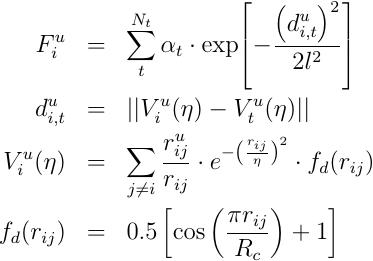 F_i^u = \sum_t^{N_t} \alpha_t \cdot \exp\left[-\frac{\left(d_{i,t}^u\right)^2}{2l^2}\right]
d_{i,t}^u = ||V_i^u(\eta) - V_t^u(\eta)||
V_i^u(\eta) = \sum_{j \neq i} \frac{r_{ij}^u}{r_{ij}} \cdot e^{-\left(\frac{r_{ij}}{\eta}\right)^2} \cdot f_d(r_{ij})
f_d(r_{ij}) = 0.5 \left[\cos\left(\frac{\pi r_{ij}}{R_c}\right) + 1\right]